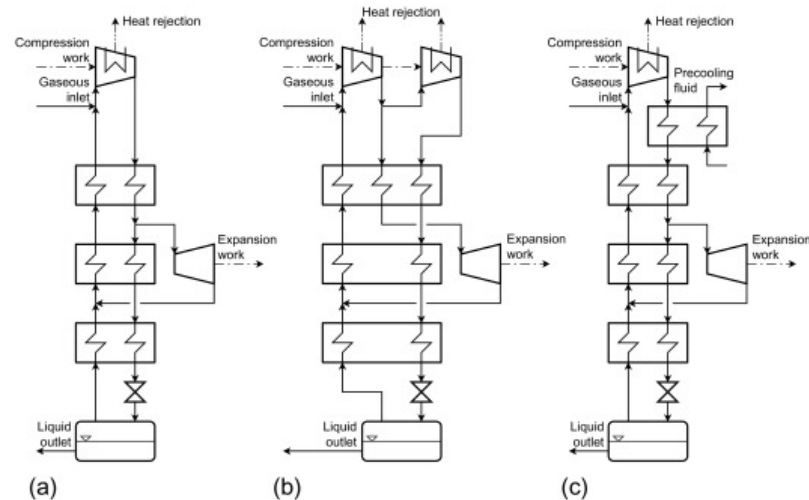 Heat rejection
Compression
work
Gaseous
inlet
Expansion
work
Liquid
outlet
(a)
Heat rejection
Compression
work
Gaseous
inlet
Expansion
work
Liquid
outlet
(b)
Heat rejection
Compression
work
Gaseous
inlet
Precooling
fluid
Expansion
work
Liquid
outlet
(c)